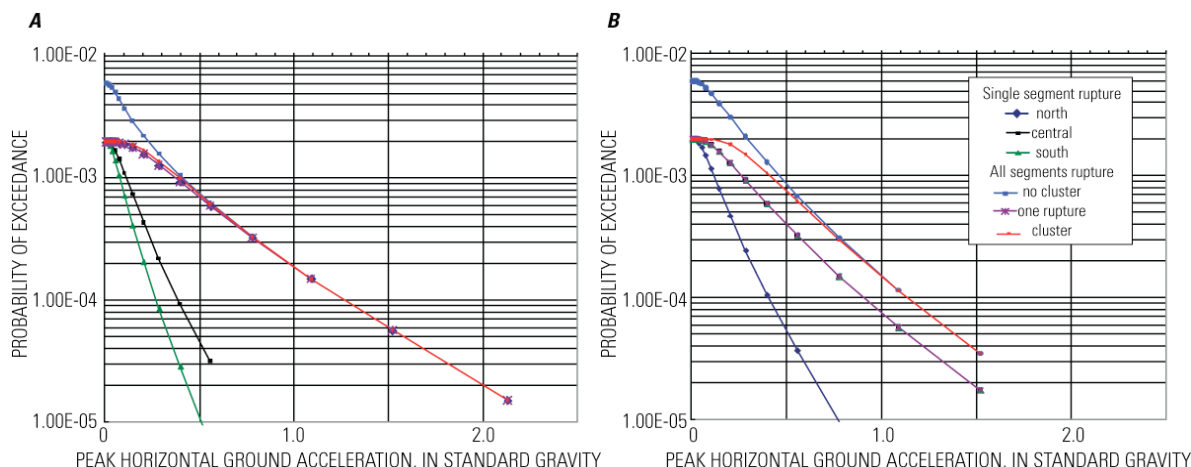 A
1.00E-02
1.00E-03
1.00E-04
1.00E-05
PROBABILITY OF EXCEEDANCE
0
1.0
2.0
PEAK HORIZONTAL GROUND ACCELERATION, IN STANDARD GRAVITY
B
1.00E-02
1.00E-03
1.00E-04
1.00E-05
PROBABILITY OF EXCEEDANCE
0
1.0
2.0
PEAK HORIZONTAL GROUND ACCELERATION, IN STANDARD GRAVITY
Single segment rupture
north
central
south
All segments rupture
no cluster
one rupture
cluster